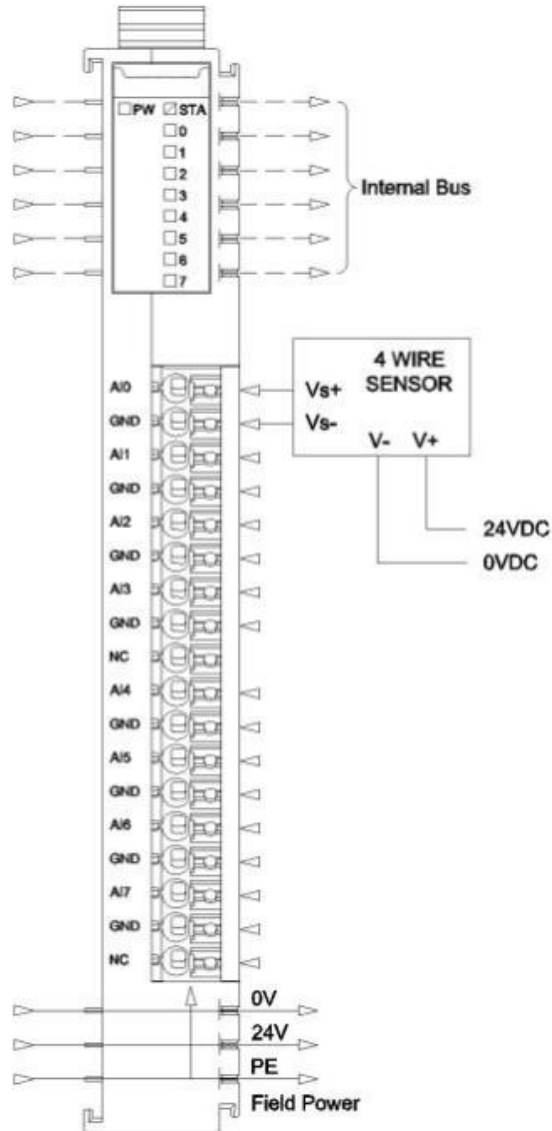 PW STA
0
1
2
3
4
5
6
7
Internal Bus
4 WIRE
SENSOR
Vs+
Vs-
V- V+
24VDC
0VDC
AI0
GND
AI1
GND
AI2
GND
AI3
GND
NC
AI4
GND
AI5
GND
AI6
GND
AI7
GND
NC
0V
24V
PE
Field Power